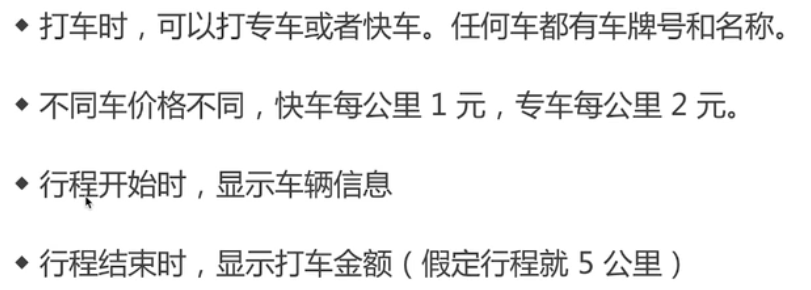 ◆ 打车时，可以打专车或者快车。任何车都有车牌号和名称。
◆ 不同车价格不同，快车每公里 1 元，专车每公里 2 元。
◆ 行程开始时，显示车辆信息
◆ 行程结束时，显示打车金额（假定行程就 5 公里）